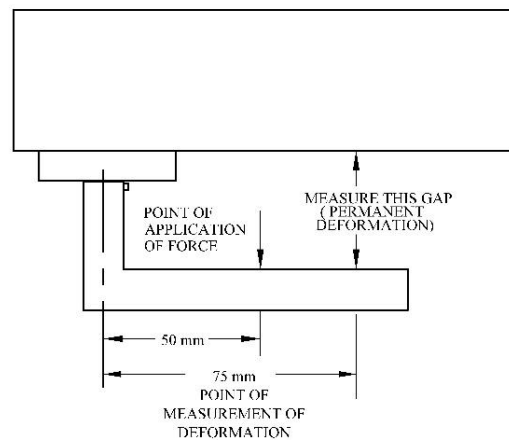 POINT OF
APPLICATION
OF FORCE
MEASURE THIS GAP
( PERMANENT
DEFORMATION)
50 mm
75 mm
POINT OF
MEASUREMENT OF
DEFORMATION